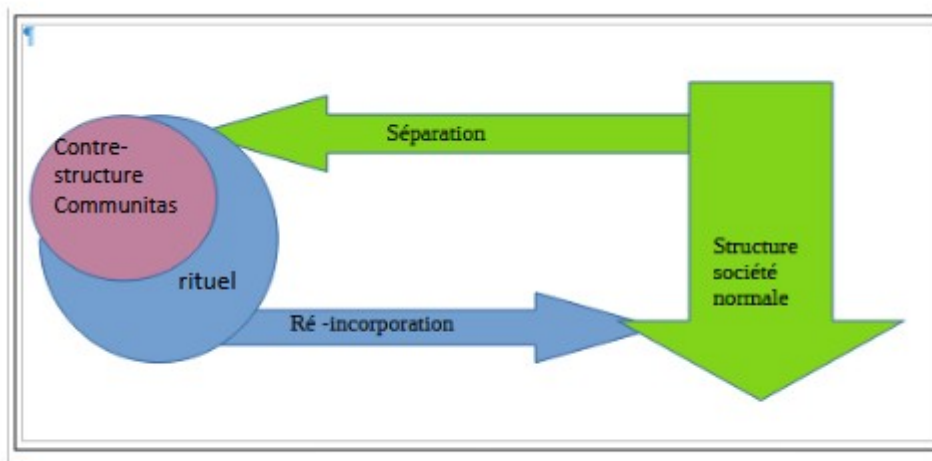 ¶
Séparation
Contre-
structure
Communitas
rituel
Structure
société
normale
Ré -incorporation